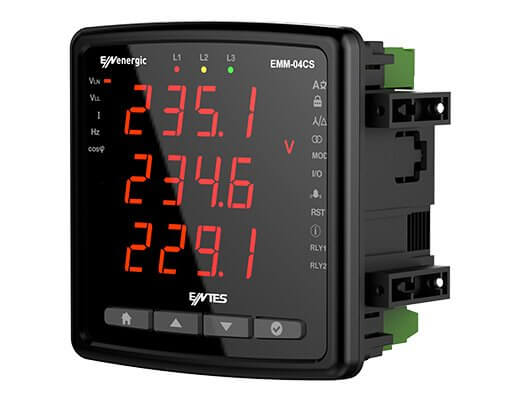 ENenergic
L1 L2 L3
EMM-04CS
VLN
VLL
I
Hz
cosφ
235.1
234.6
229.1
V
A
λ/Δ
MOD
I/O
RST
i
RLY1
RLY2
ENTES